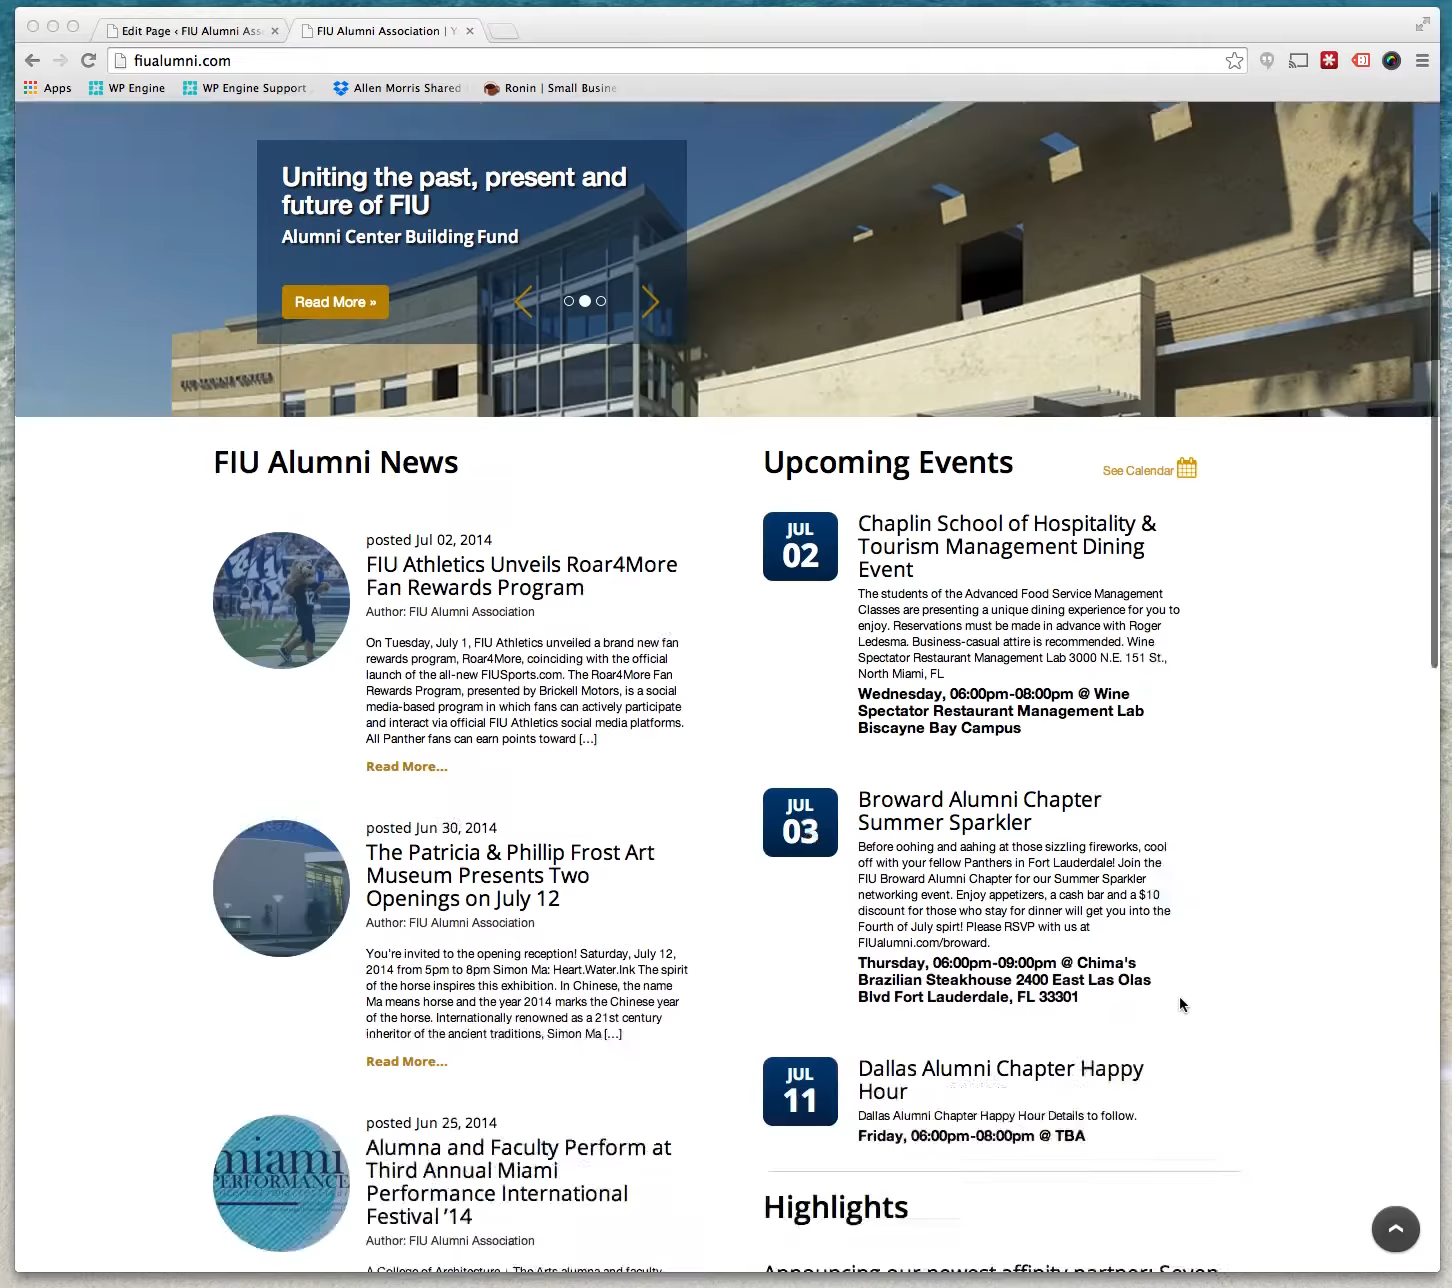 Edit Page ‹ FIU Alumni Ass
FIU Alumni Association | Y
fiualumni.com
Apps
WP Engine
WP Engine Support
Allen Morris Shared
Ronin | Small Busine
Uniting the past, present and
future of FIU
Alumni Center Building Fund
Read More »
FIU Alumni News
posted Jul 02, 2014
FIU Athletics Unveils Roar4More
Fan Rewards Program
Author: FIU Alumni Association
On Tuesday, July 1, FIU Athletics unveiled a brand new fan
rewards program, Roar4More, coinciding with the official
launch of the all-new FIUSports.com. The Roar4More Fan
Rewards Program, presented by Brickell Motors, is a social
media-based program in which fans can actively participate
and interact via official FIU Athletics social media platforms.
All Panther fans can earn points toward [...]
Read More...
posted Jun 30, 2014
The Patricia & Phillip Frost Art
Museum Presents Two
Openings on July 12
Author: FIU Alumni Association
You're invited to the opening reception! Saturday, July 12,
2014 from 5pm to 8pm Simon Ma: Heart.Water.Ink The spirit
of the horse inspires this exhibition. In Chinese, the name
Ma means horse and the year 2014 marks the Chinese year
of the horse. Internationally renowned as a 21st century
inheritor of the ancient traditions, Simon Ma [...]
Read More...
miami
PERFORMANCE
posted Jun 25, 2014
Alumna and Faculty Perform at
Third Annual Miami
Performance International
Festival '14
Author: FIU Alumni Association
A College of Architecture + The Arts alumna and faculty
Upcoming Events
See Calendar
JUL
02
Chaplin School of Hospitality &
Tourism Management Dining
Event
The students of the Advanced Food Service Management
Classes are presenting a unique dining experience for you to
enjoy. Reservations must be made in advance with Roger
Ledesma. Business-casual attire is recommended. Wine
Spectator Restaurant Management Lab 3000 N.E. 151 St.,
North Miami, FL
Wednesday, 06:00pm-08:00pm @ Wine
Spectator Restaurant Management Lab
Biscayne Bay Campus
JUL
03
Broward Alumni Chapter
Summer Sparkler
Before oohing and aahing at those sizzling fireworks, cool
off with your fellow Panthers in Fort Lauderdale! Join the
FIU Broward Alumni Chapter for our Summer Sparkler
networking event. Enjoy appetizers, a cash bar and a $10
discount for those who stay for dinner will get you into the
Fourth of July spirt! Please RSVP with us at
FIUalumni.com/broward.
Thursday, 06:00pm-09:00pm @ Chima's
Brazilian Steakhouse 2400 East Las Olas
Blvd Fort Lauderdale, FL 33301
JUL
11
Dallas Alumni Chapter Happy
Hour
Dallas Alumni Chapter Happy Hour Details to follow.
Friday, 06:00pm-08:00pm @ TBA
Highlights
Announcing our newest affinity partner: Seven